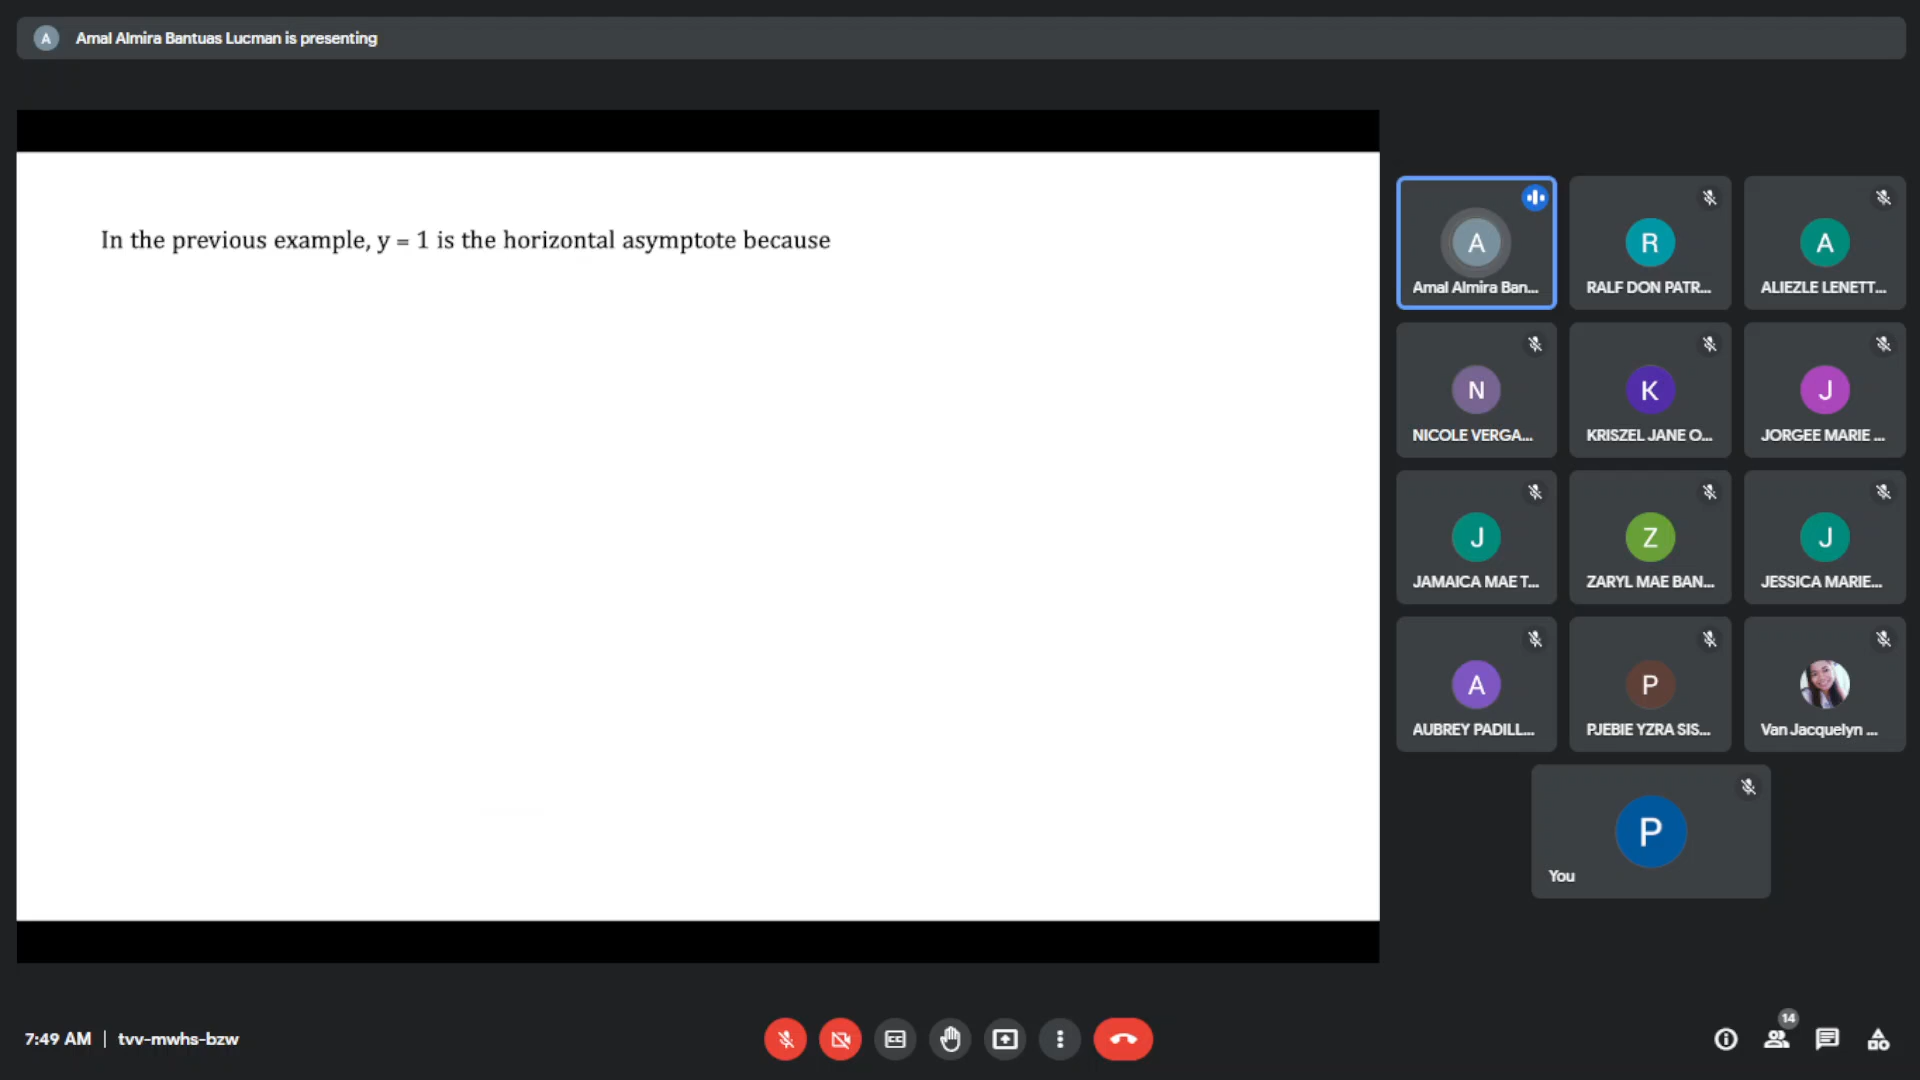 A Amal Almira Bantuas Lucman is presenting
In the previous example, y = 1 is the horizontal asymptote because
A
Amal Almira Ban...
R
RALF DON PATR...
A
ALIEZLE LENETT...
N
NICOLE VERGA...
K
KRISZEL JANE O...
J
JORGEE MARIE ...
J
JAMAICA MAE T...
Z
ZARYL MAE BAN...
J
JESSICA MARIE...
A
AUBREY PADILL...
P
PJEBIE YZRA SIS...
Van Jacquelyn ...
P
You
7:49 AM | tvv-mwhs-bzw
CC
14